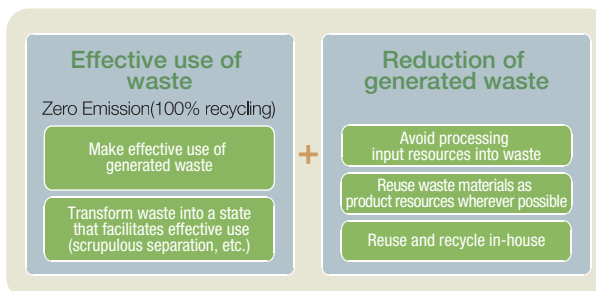 Effective use of
waste
Zero Emission(100% recycling)
Make effective use of
generated waste
Transform waste into a state
that facilitates effective use
(scrupulous separation, etc.)
+
Reduction of
generated waste
Avoid processing
input resources into waste
Reuse waste materials as
product resources wherever possible
Reuse and recycle in-house